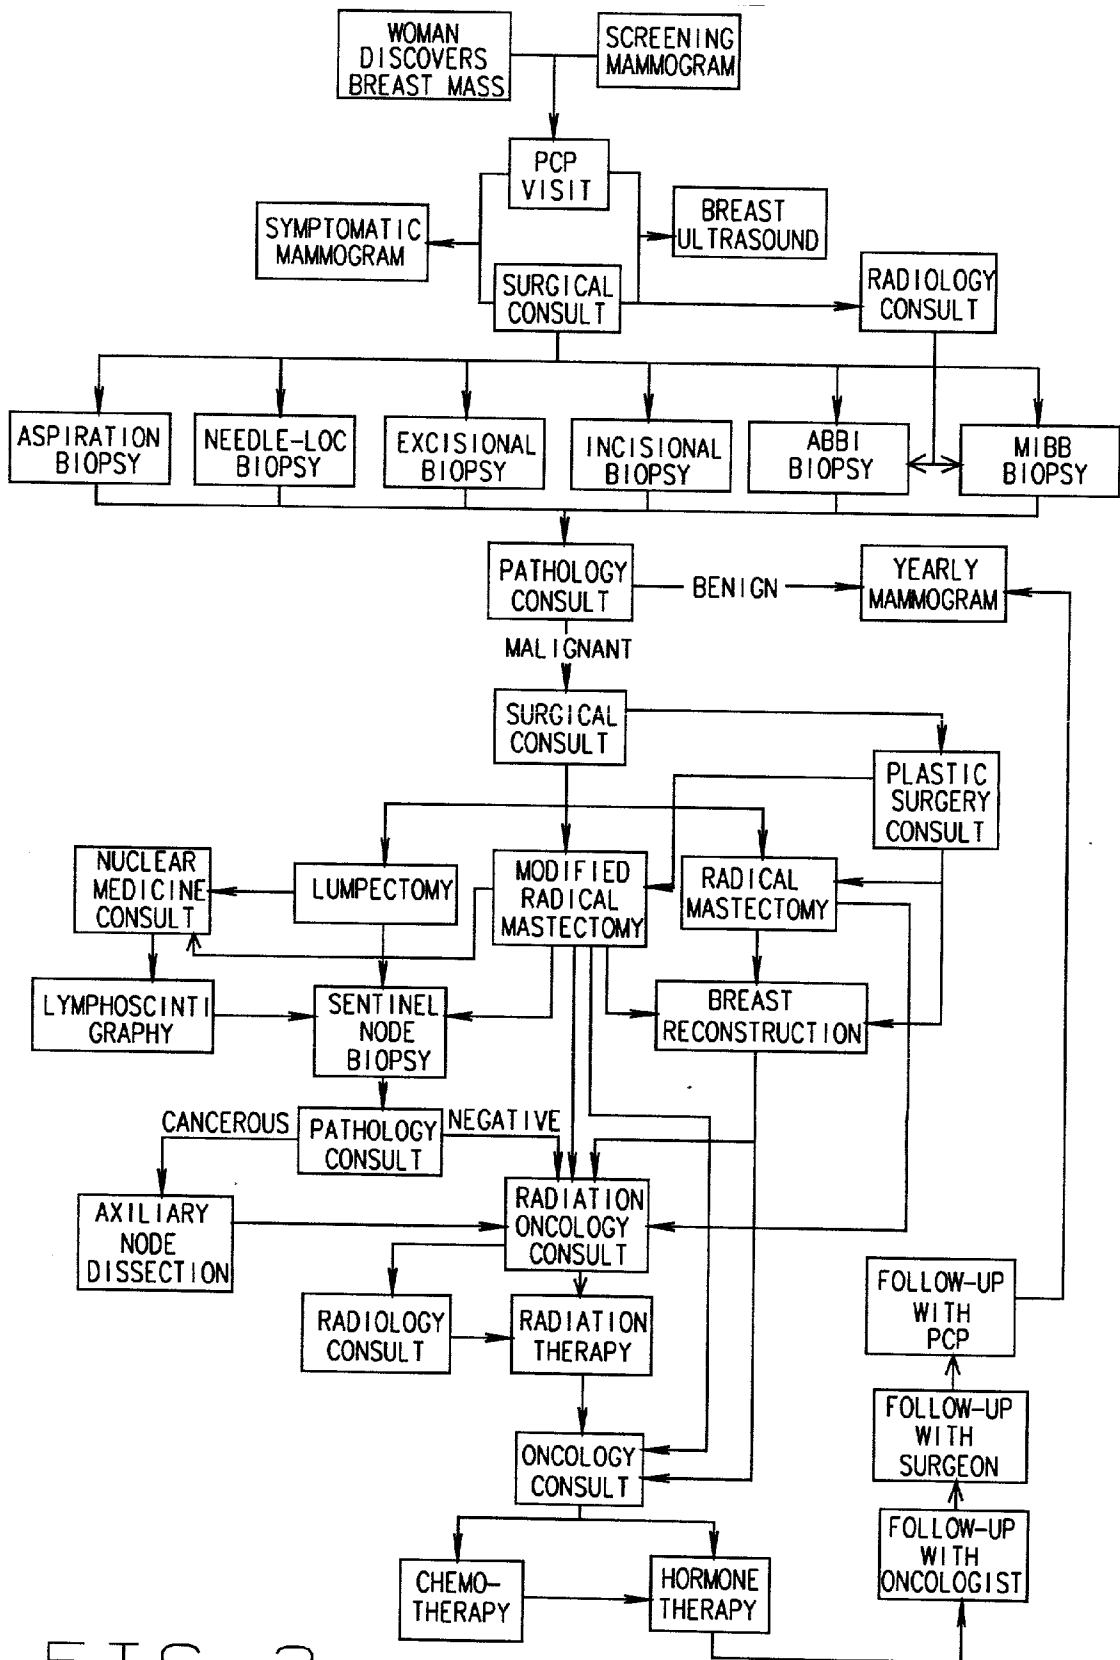 WOMAN
DISCOVERS
BREAST MASS
SCREENING
MAMMOGRAM
PCP
VISIT
SYMPTOMATIC
MAMMOGRAM
BREAST
ULTRASOUND
SURGICAL
CONSULT
RADIOLOGY
CONSULT
ASPIRATION
BIOPSY
NEEDLE-LOC
BIOPSY
EXCISIONAL
BIOPSY
INCISIONAL
BIOPSY
ABBI
BIOPSY
MIBB
BIOPSY
PATHOLOGY
CONSULT
BENIGN
YEARLY
MAMMOGRAM
MALIGNANT
SURGICAL
CONSULT
PLASTIC
SURGERY
CONSULT
NUCLEAR
MEDICINE
CONSULT
LUMPECTOMY
MODIFIED
RADICAL
MASTECTOMY
RADICAL
MASTECTOMY
LYMPHOSCINTI
GRAPHY
SENTINEL
NODE
BIOPSY
BREAST
RECONSTRUCTION
CANCEROUS
PATHOLOGY
CONSULT
NEGATIVE
AXILIARY
NODE
DISSECTION
RADIATION
ONCOLOGY
CONSULT
RADIOLOGY
CONSULT
RADIATION
THERAPY
FOLLOW-UP
WITH
PCP
FOLLOW-UP
WITH
SURGEON
ONCOLOGY
CONSULT
FOLLOW-UP
WITH
ONCOLOGIST
CHEMO-
THERAPY
HORMONE
THERAPY